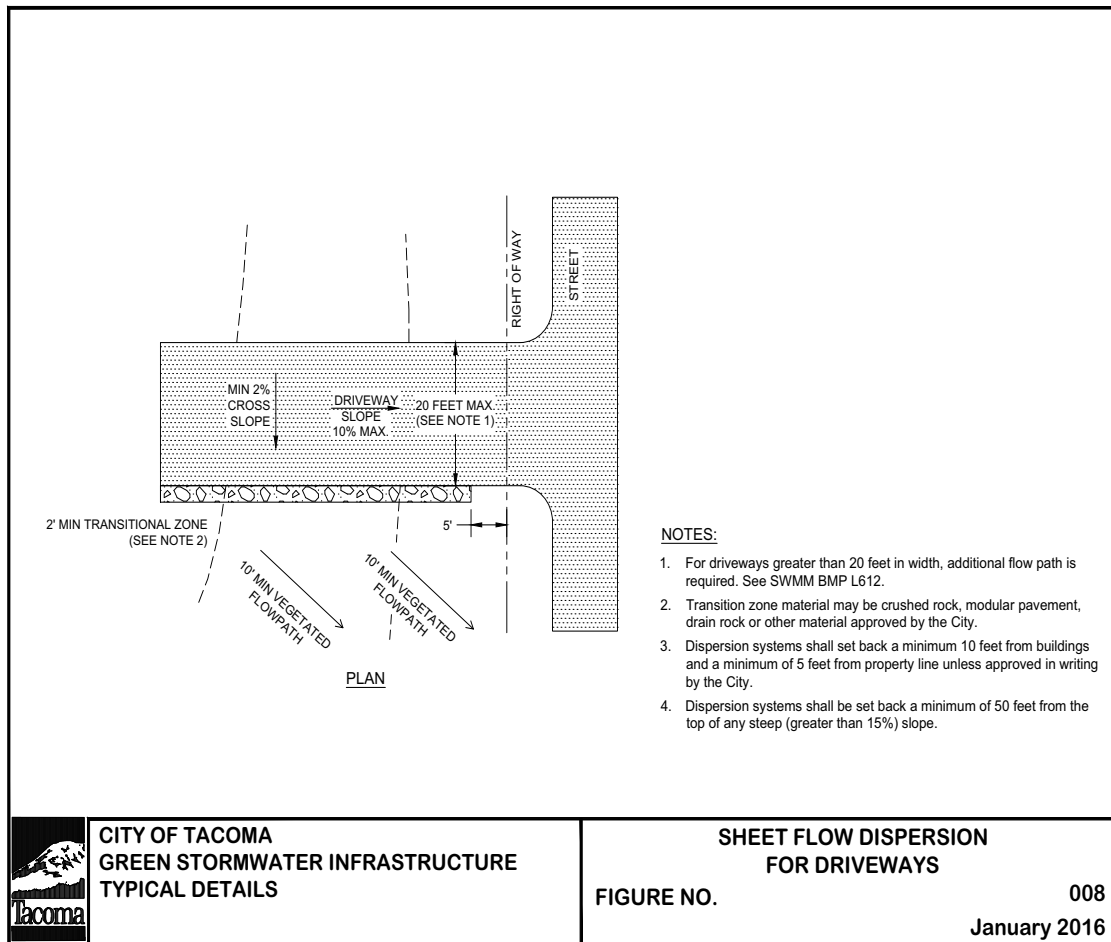 RIGHT OF WAY
STREET
MIN 2%
CROSS
SLOPE
DRIVEWAY
SLOPE
10% MAX.
20 FEET MAX.
(SEE NOTE 1)
2' MIN TRANSITIONAL ZONE
(SEE NOTE 2)
5'
10' MIN VEGETATED
FLOWPATH
10' MIN VEGETATED
FLOWPATH
PLAN
NOTES:
1. For driveways greater than 20 feet in width, additional flow path is
required. See SWMM BMP L612.
2. Transition zone material may be crushed rock, modular pavement,
drain rock or other material approved by the City.
3. Dispersion systems shall set back a minimum 10 feet from buildings
and a minimum of 5 feet from property line unless approved in writing
by the City.
4. Dispersion systems shall be set back a minimum of 50 feet from the
top of any steep (greater than 15%) slope.
Tacoma
CITY OF TACOMA
GREEN STORMWATER INFRASTRUCTURE
TYPICAL DETAILS
SHEET FLOW DISPERSION
FOR DRIVEWAYS
FIGURE NO. 008
January 2016